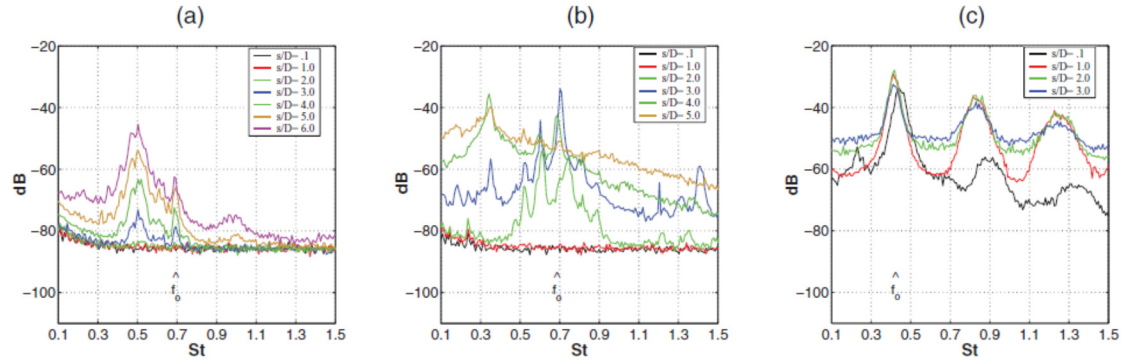 (a)
−20
−40
−60
−80
−100
dB
0.1 0.3 0.5 0.7 0.9 1.1 1.3 1.5
St
s/D= .1
s/D= 1.0
s/D= 2.0
s/D= 3.0
s/D= 4.0
s/D= 5.0
s/D= 6.0
^
fo
(b)
−20
−40
−60
−80
−100
dB
0.1 0.3 0.5 0.7 0.9 1.1 1.3 1.5
St
s/D= .1
s/D= 1.0
s/D= 2.0
s/D= 3.0
s/D= 4.0
s/D= 5.0
^
fo
(c)
−20
−40
−60
−80
−100
dB
0.1 0.3 0.5 0.7 0.9 1.1 1.3 1.5
St
s/D= .1
s/D= 1.0
s/D= 2.0
s/D= 3.0
^
fo